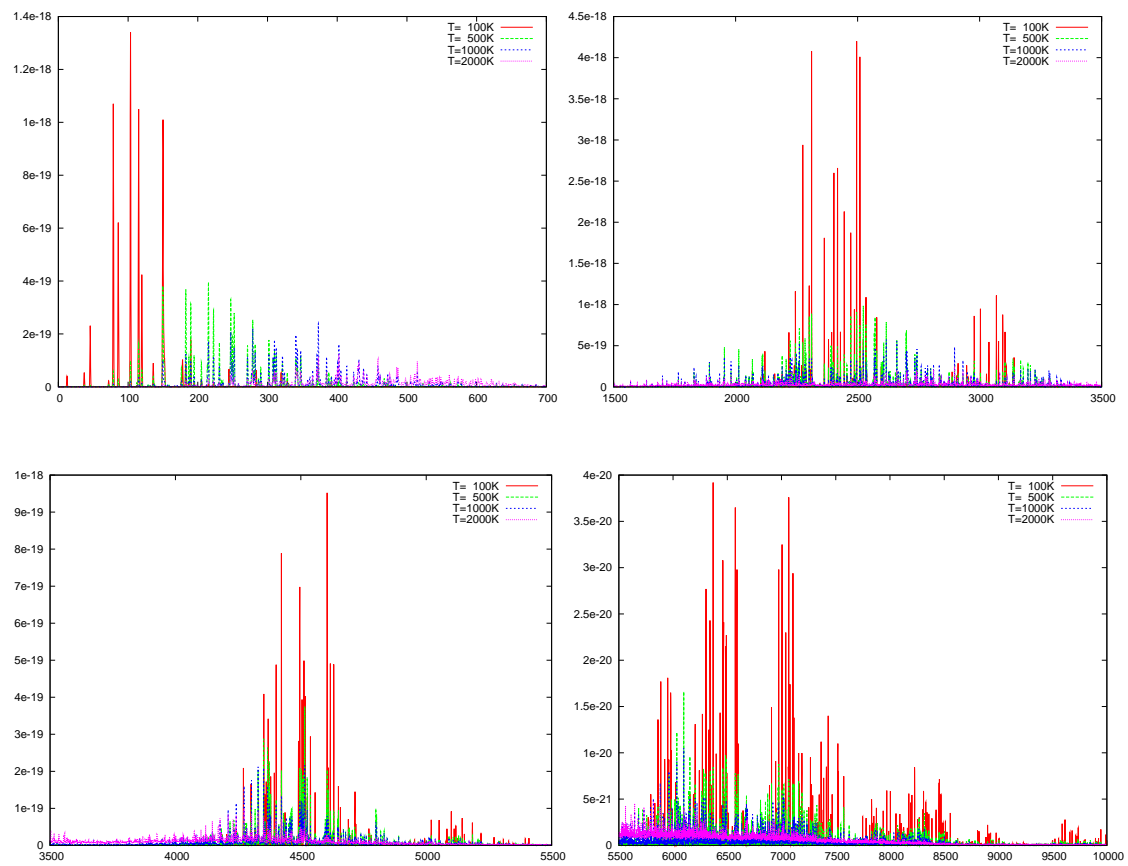 1.4e-18
1.2e-18
1e-18
8e-19
6e-19
4e-19
2e-19
0
0 100 200 300 400 500 600 700
T= 100K
T= 500K
T=1000K
T=2000K
4.5e-18
4e-18
3.5e-18
3e-18
2.5e-18
2e-18
1.5e-18
1e-18
5e-19
0
1500 2000 2500 3000 3500
T= 100K
T= 500K
T=1000K
T=2000K
1e-18
9e-19
8e-19
7e-19
6e-19
5e-19
4e-19
3e-19
2e-19
1e-19
0
3500 4000 4500 5000 5500
T= 100K
T= 500K
T=1000K
T=2000K
4e-20
3.5e-20
3e-20
2.5e-20
2e-20
1.5e-20
1e-20
5e-21
0
5500 6000 6500 7000 7500 8000 8500 9000 9500 10000
T= 100K
T= 500K
T=1000K
T=2000K